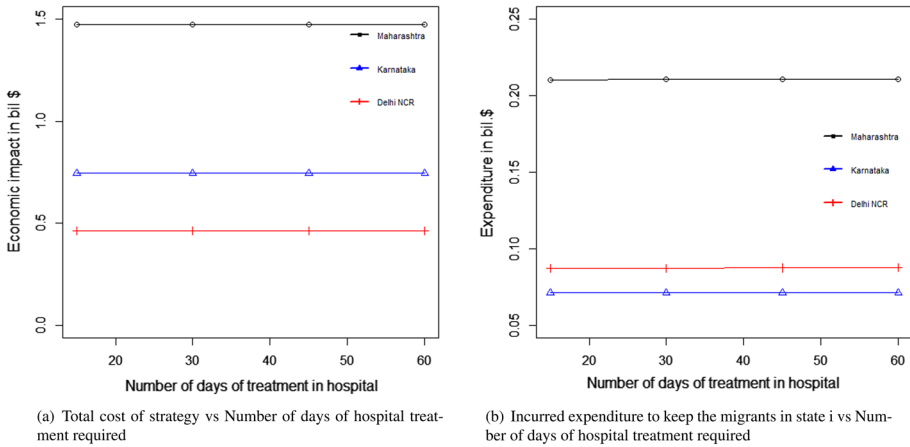 Economic impact in bil $
0.0
0.5
1.0
1.5
Maharashtra
Karnataka
Delhi NCR
20
30
40
50
60
Number of days of treatment in hospital
(a) Total cost of strategy vs Number of days of hospital treat-
ment required
Expenditure in bil.$
0.05
0.10
0.15
0.20
0.25
Maharashtra
Karnataka
Delhi NCR
20
30
40
50
60
Number of days of treatment in hospital
(b) Incurred expenditure to keep the migrants in state i vs Num-
ber of days of hospital treatment required